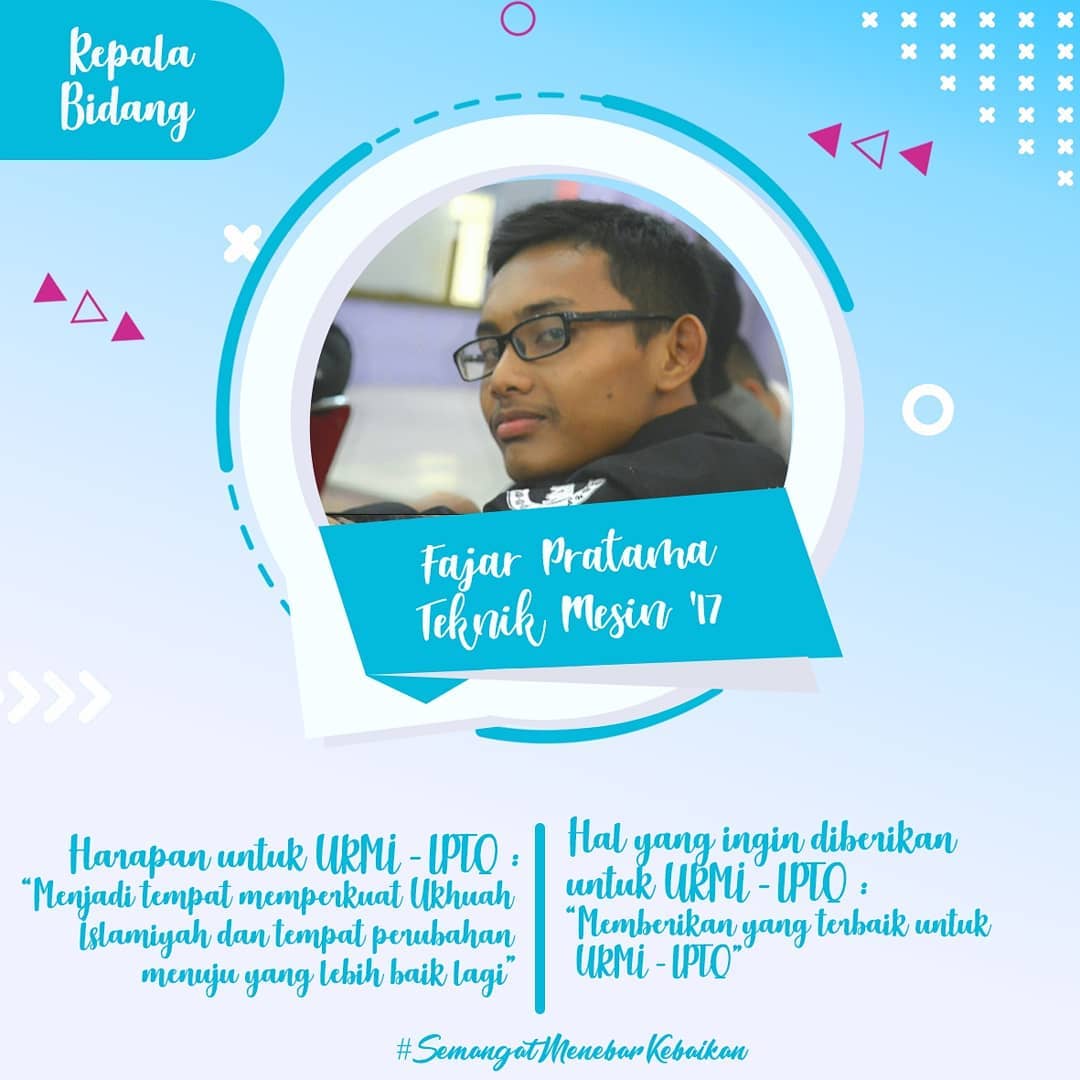 Kepala
Bidang
Fajar Pratama
Teknik Mesin '17
Harapan untuk URMI - LPTQ :
“Menjadi tempat memperkuat Ukhuah
Islamiyah dan tempat perubahan
menuju yang lebih baik lagi”
Hal yang ingin diberikan
untuk URMI - LPTQ :
“Memberikan yang terbaik untuk
URMI - LPTQ”
#SemangatMenebarKebaikan